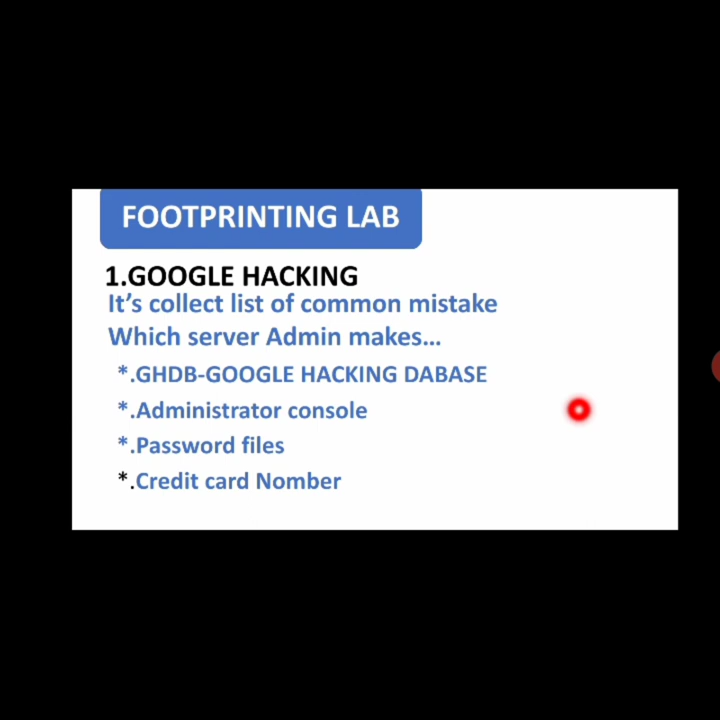 FOOTPRINTING LAB
1.GOOGLE HACKING
It's collect list of common mistake
Which server Admin makes...
*.GHDB-GOOGLE HACKING DABASE
*.Administrator console
*.Password files
*.Credit card Nomber